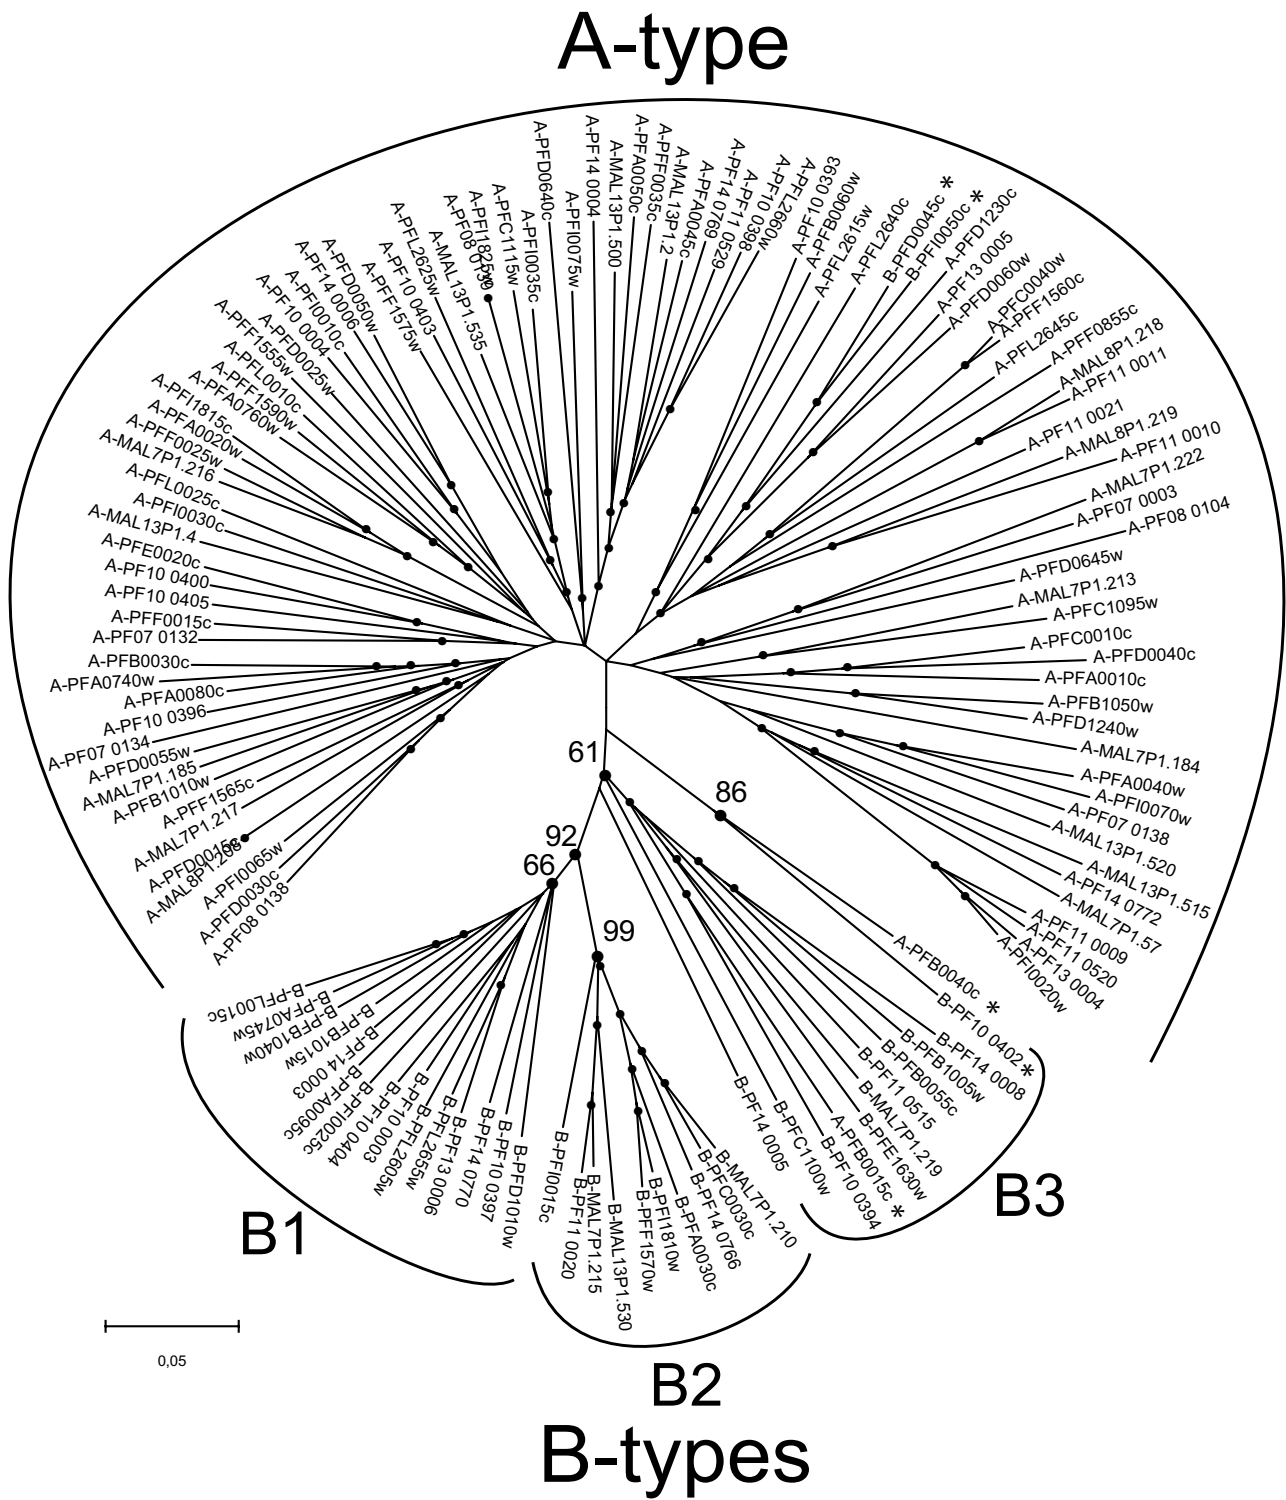 A-type
A-PFD0640c
A-PFI0075w
A-PF14 0004
A-MAL13P1.500
A-PFA0050c
A-PFF0035c
A-MAL13P1.2
A-PFA0045c
A-PF14 0769
A-PF11 0529
A-PF10 0398
A-PFL2660w
A-PF10 0393
A-PFB0060w
A-PFL2615w
A-PFL2640c
B-PFD0045c *
B-PFI0050c *
A-PFD1230c
A-PF13 0005
A-PFD0060w
A-PFC0040w
A-PFF1560c
A-PFL2645c
A-PFF0855c
A-MAL8P1.218
A-PF11 0011
A-PF11 0021
A-MAL8P1.219
A-PF11 0010
A-MAL7P1.222
A-PF07 0003
A-PF08 0104
A-PFD0645w
A-MAL7P1.213
A-PFC1095w
A-PFC0010c
A-PFD0040c
A-PFA0010c
A-PFB1050w
A-PFD1240w
A-MAL7P1.184
A-PFA0040w
A-PFI0070w
A-PF07 0138
A-MAL13P1.520
A-MAL13P1.515
A-PF14 0772
A-MAL7P1.57
A-PF11 0009
A-PF11 0520
A-PF13 0004
A-PFI0020w
A-PFB0040c *
B-PF10 0402 *
B-PF14 0008
B-PFB1005w
B-PFB0055c
B-PF11 0515
B-MAL7P1.219
B-PFE1630w
A-PFB0015c *
B-PF10 0394
B-PFC1100w
B-PF14 0005
B3
B-MAL7P1.210
B-PFC0030c
B-PF14 0766
B-PFA0030c
B-PFI1810w
B-PFF1570w
B-MAL13P1.530
B-MAL7P1.215
B-PF11 0020
B-PFI0015c
B2
B-PFD1010w
B-PF10 0397
B-PF14 0770
B-PF13 0006
B-PFL2655w
B-PFL2605w
B-PF10 0003
B-PF10 0404
B-PFI0025c
B-PFA0095c
B-PF14 0003
B-PFB1015w
B-PFB1040w
B-PFA0745w
B-PFL0015c
B1
A-PF08 0138
A-PFD0030c
A-PFI0065w
A-MAL8P1.208
A-PFD0015c
A-MAL7P1.217
A-PFF1565c
A-PFB1010w
A-MAL7P1.185
A-PFD0055w
A-PF07 0134
A-PF10 0396
A-PFA0080c
A-PFA0740w
A-PFB0030c
A-PF07 0132
A-PFF0015c
A-PF10 0405
A-PF10 0400
A-PFE0020c
A-MAL13P1.4
A-PFI0030c
A-PFL0025c
A-MAL7P1.216
A-PFF0025w
A-PFA0020w
A-PFI1815c
A-PFA0760w
A-PFF1590w
A-PFL0010c
A-PFF1555w
A-PFD0025w
A-PF10 0004
A-PFI0010c
A-PF14 0006
A-PFD0050w
A-PFF1575w
A-PF10 0403
A-PFL2625w
A-MAL13P1.535
A-PF08
A-PFI1825w
A-PFC1115w
A-PFI0035c
61
86
92
66
99
0,05
B-types